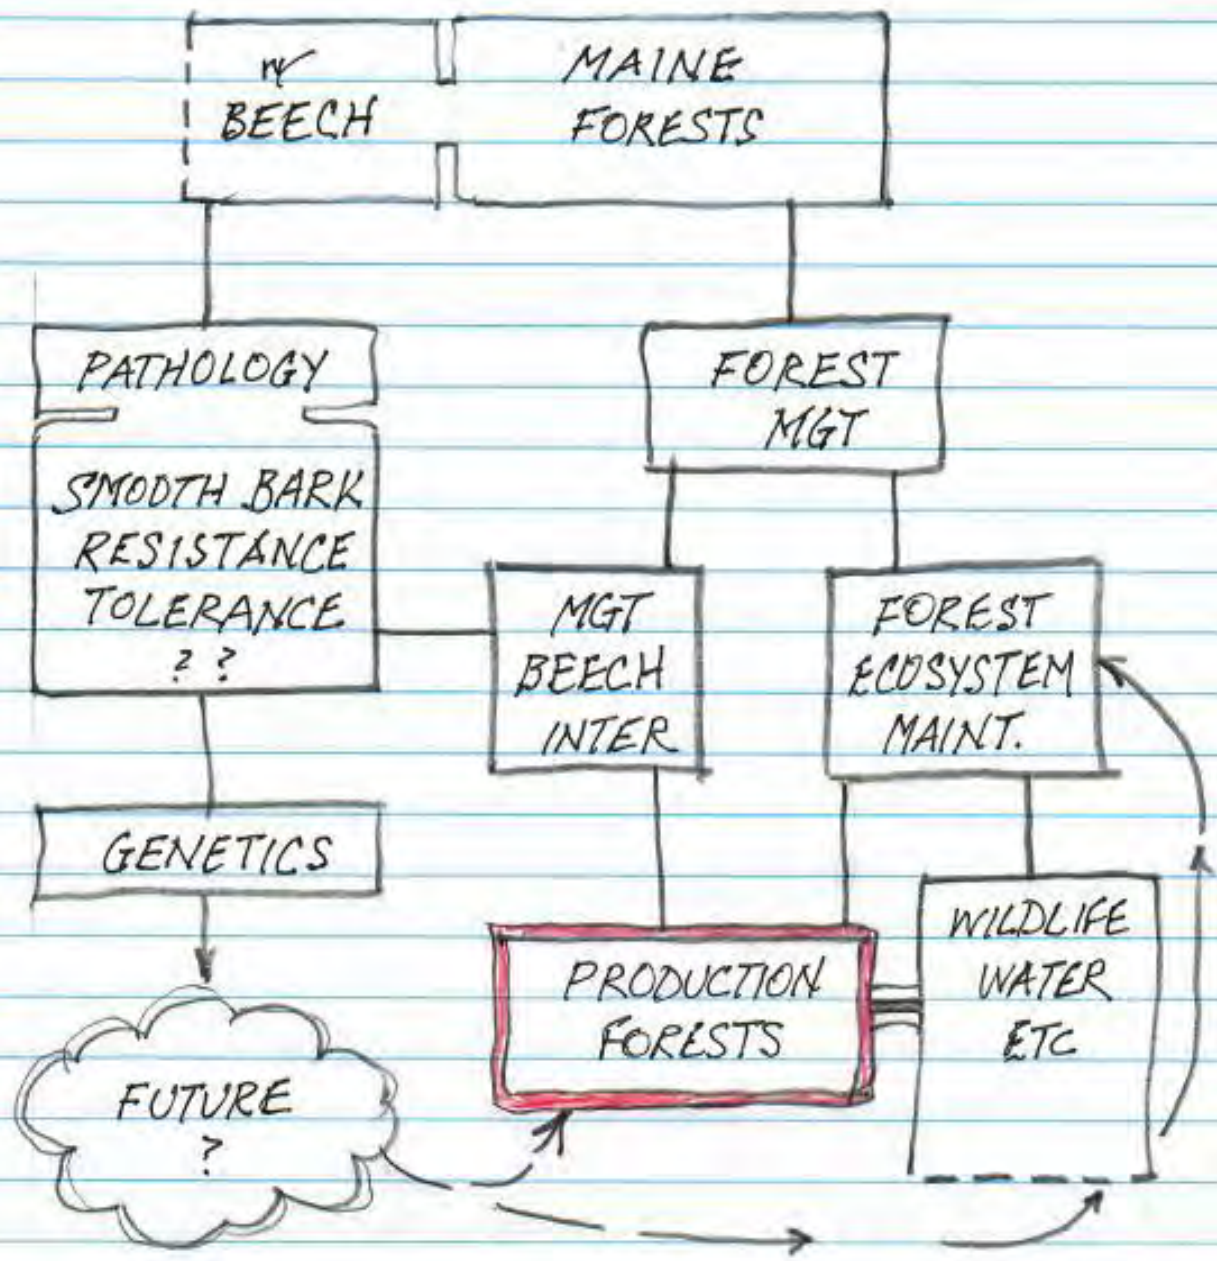 w/
BEECH
MAINE
FORESTS
PATHOLOGY
SMOOTH BARK
RESISTANCE
TOLERANCE
? ?
FOREST
MGT
MGT
BEECH
INTER
FOREST
ECOSYSTEM
MAINT.
GENETICS
PRODUCTION
FORESTS
WILDLIFE
WATER
ETC
FUTURE
?